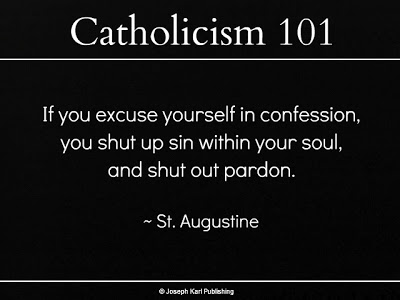 Catholicism 101
If you excuse yourself in confession,
you shut up sin within your soul,
and shut out pardon.
~ St. Augustine
© Joseph Karl Publishing